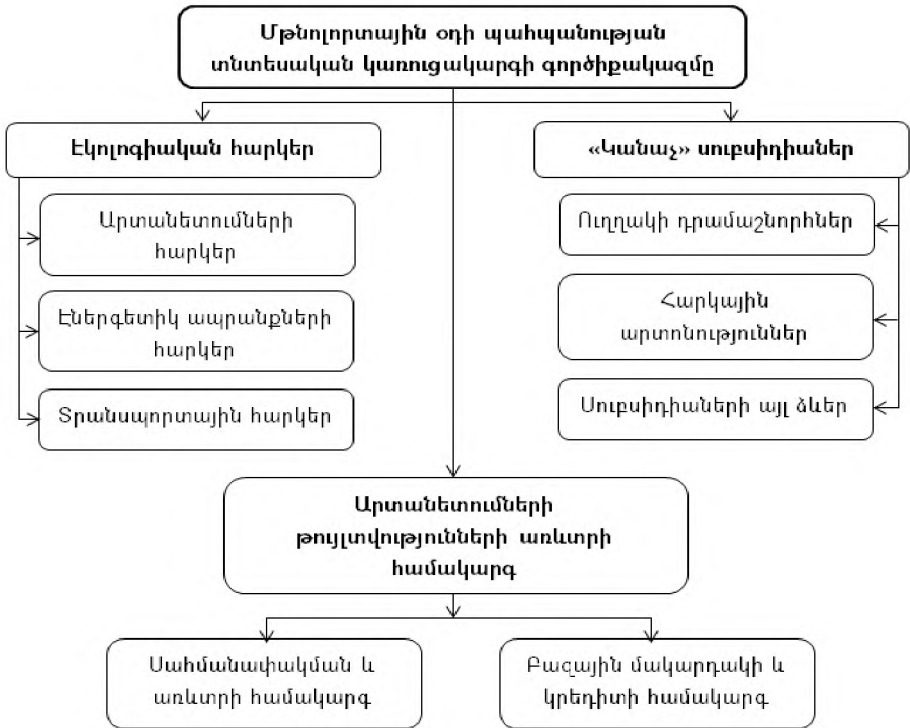 Մթնոլորտային օդի պահպանության
տնտեսական կառուցակարգի գործիքակազմը
Էկոլոգիական հարկեր
Արտանետումների
հարկեր
Էներգետիկ ապրանքների
հարկեր
Տրանսպորտային հարկեր
«Կանաչ» սուբսիդիաներ
Ուղղակի դրամաշնորհներ
Հարկային
արտոնություններ
Սուբսիդիաների այլ ձևեր
Արտանետումների
թույլտվությունների առևտրի
համակարգ
Սահմանափակման և
առևտրի համակարգ
Բազային մակարդակի և
կրեդիտի համակարգ